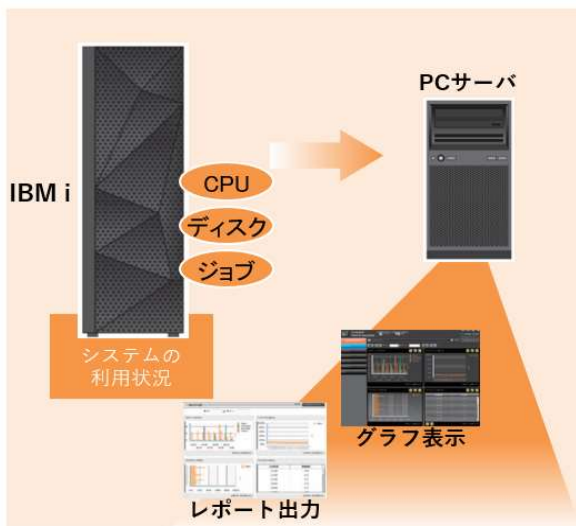 PCサーバ
IBM i
CPU
ディスク
ジョブ
システムの
利用状況
グラフ表示
レポート出力